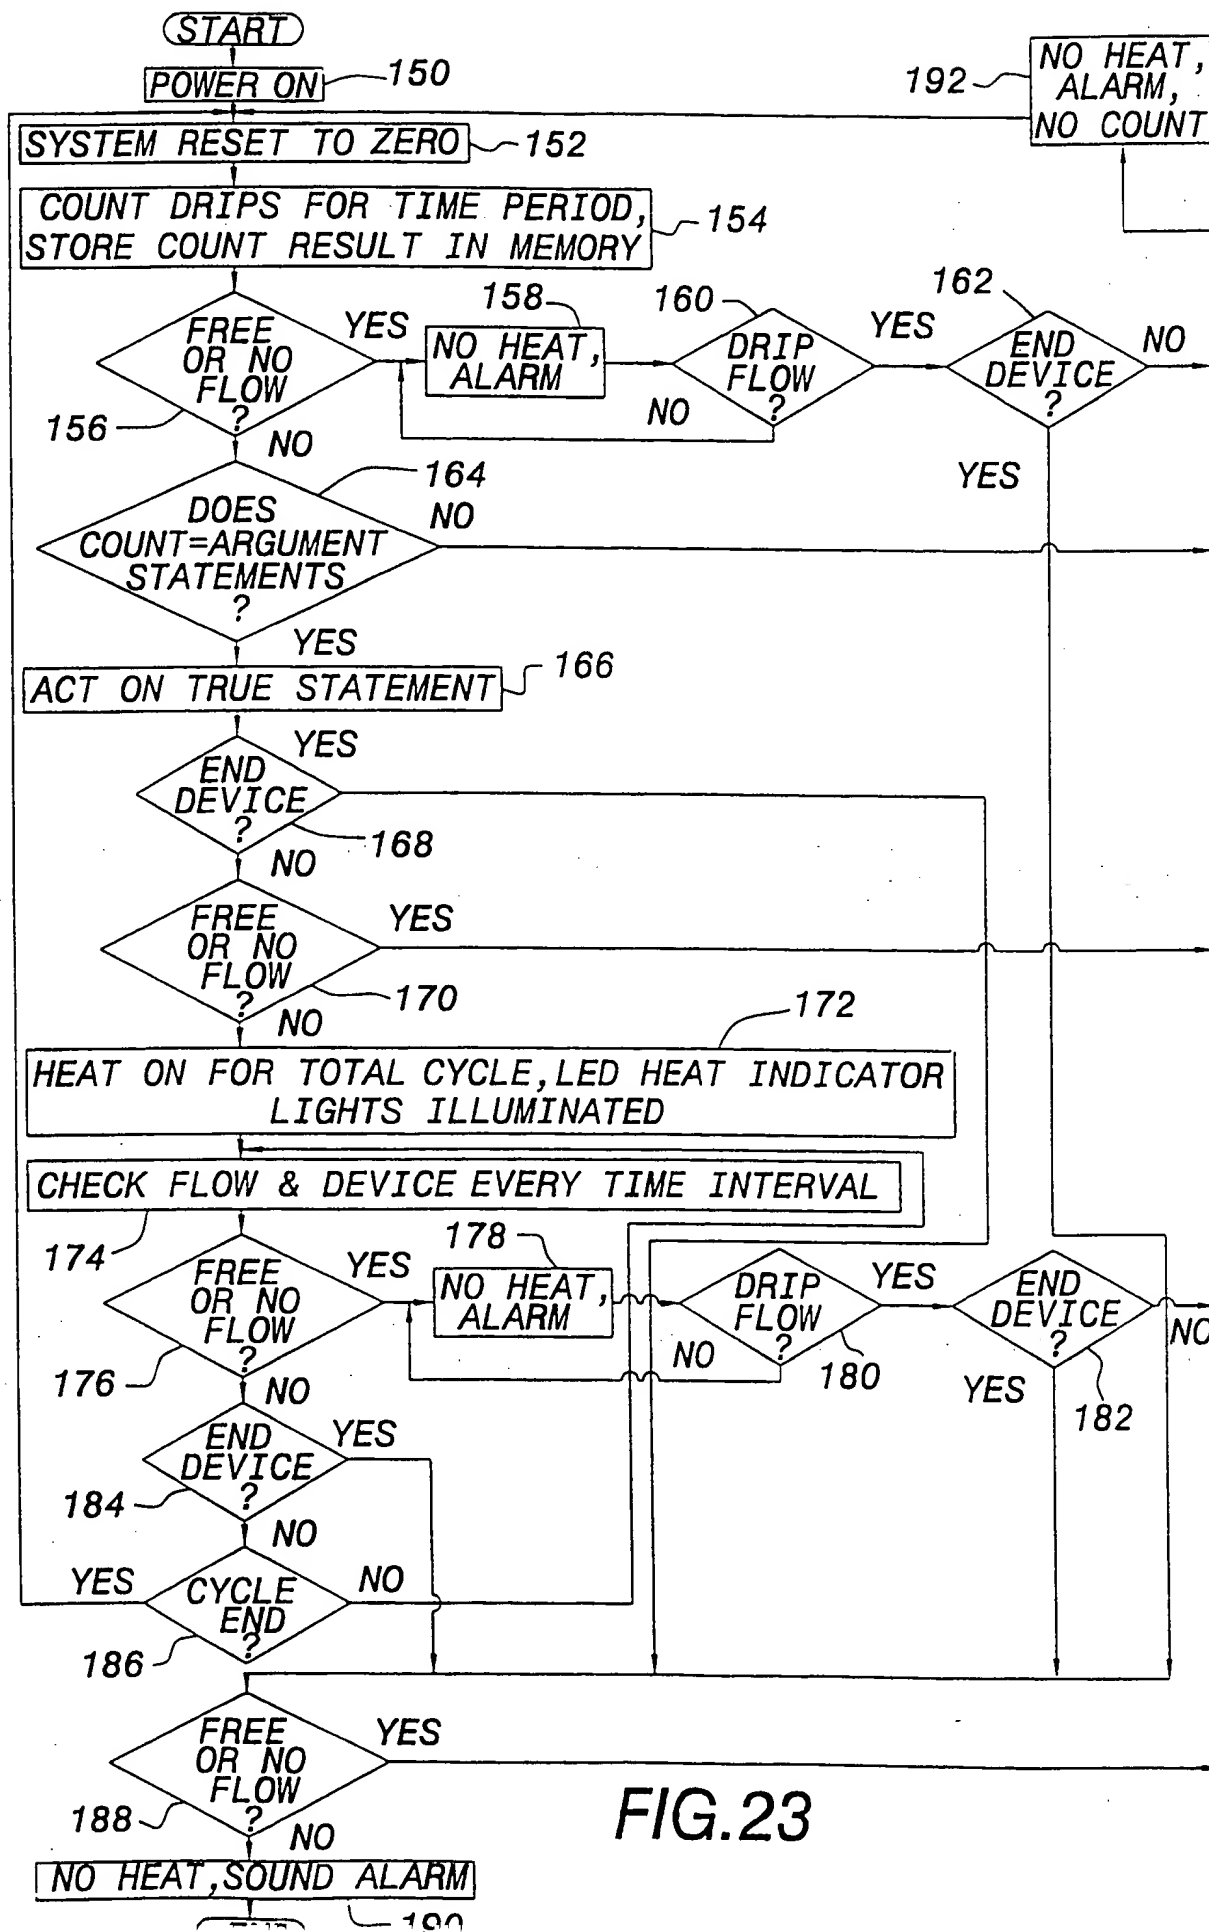 START
POWER ON
150
192
NO HEAT,
ALARM,
NO COUNT
SYSTEM RESET TO ZERO
152
COUNT DRIPS FOR TIME PERIOD,
STORE COUNT RESULT IN MEMORY
154
FREE
OR NO
FLOW
?
156
YES
NO
158
NO HEAT,
ALARM
160
DRIP
FLOW
?
YES
NO
162
END
DEVICE
?
NO
YES
164
DOES
COUNT=ARGUMENT
STATEMENTS
?
NO
YES
ACT ON TRUE STATEMENT
166
END
DEVICE
?
YES
168
NO
FREE
OR NO
FLOW
?
YES
170
NO
172
HEAT ON FOR TOTAL CYCLE, LED HEAT INDICATOR
LIGHTS ILLUMINATED
CHECK FLOW & DEVICE EVERY TIME INTERVAL
174
FREE
OR NO
FLOW
?
176
YES
NO
178
NO HEAT,
ALARM
DRIP
FLOW
?
180
YES
NO
END
DEVICE
?
182
NO
YES
END
DEVICE
?
184
YES
NO
CYCLE
END
?
186
YES
NO
FREE
OR NO
FLOW
?
188
YES
NO
FIG.23
NO HEAT, SOUND ALARM
190